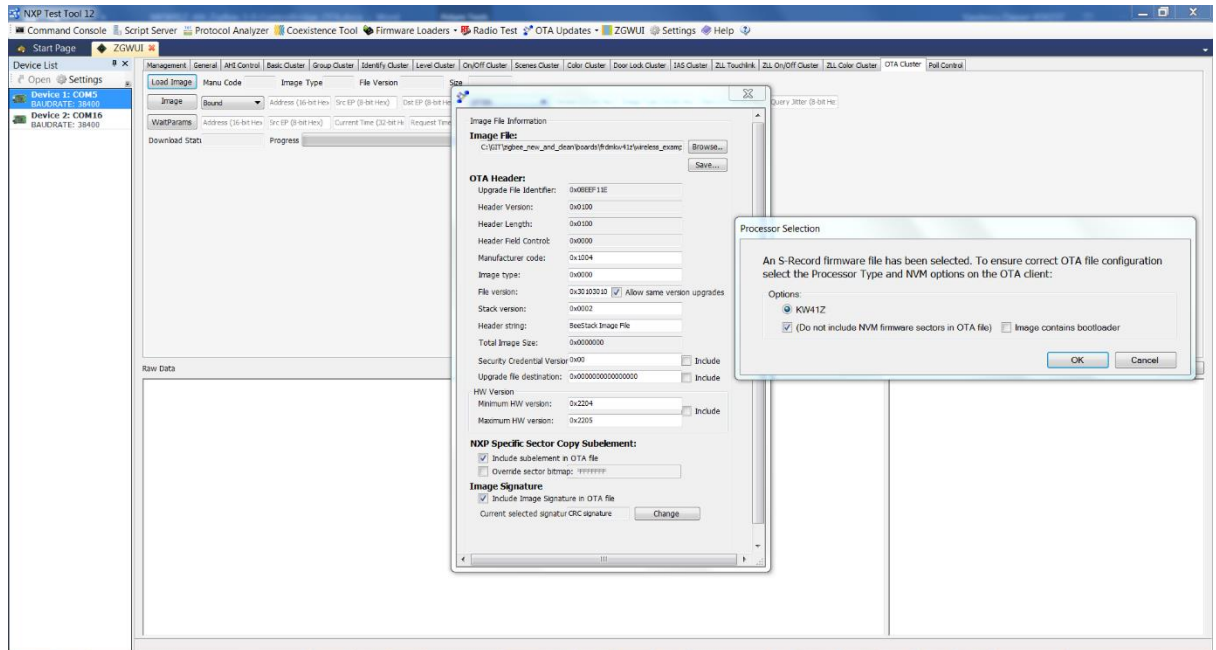 NXP Test Tool 12
Command Console Script Server Protocol Analyzer Coexistence Tool Firmware Loaders Radio Test OTA Updates ZGWUI Settings Help
Start Page ZGWUI
Device List
Open Settings
Device 1: COM5
BAUDRATE: 38400
Device 2: COM16
BAUDRATE: 38400
Management General AHI Control Basic Cluster Group Cluster Identify Cluster Level Cluster On/Off Cluster Scenes Cluster Color Cluster Door Lock Cluster IAS Cluster ZLL Touchlink ZLL On/Off Cluster ZLL Color Cluster OTA Cluster Poll Control
Load Image Manu Code Image Type File Version Size
Image Bound Address (16-bit Hex) Src EP (8-bit Hex) Dst EP (8-bit He Query Jitter (8-bit He
WaitParams Address (16-bit Hex Src EP (8-bit Hex) Current Time (32-bit He Request Time
Download Statu Progress
Raw Data
Image File Information
Image File:
C:\GIT\zigbee_new_and_clean\boards\frdmkw41z\wireless_examp Browse...
Save...
OTA Header:
Upgrade File Identifier: 0x0BEEF11E
Header Version: 0x0100
Header Length: 0x0100
Header Field Control: 0x0000
Manufacturer code: 0x1004
Image type: 0x0000
File version: 0x30103010 Allow same version upgrades
Stack version: 0x0002
Header string: BeeStack Image File
Total Image Size: 0x0000000
Security Credential Version 0x00 Include
Upgrade file destination: 0x0000000000000000 Include
HW Version
Minimum HW version: 0x2204
Include
Maximum HW version: 0x2205
NXP Specific Sector Copy Subelement:
Include subelement in OTA file
Override sector bitmap:
Image Signature
Include Image Signature in OTA file
Current selected signatur CRC signature Change
Processor Selection
An S-Record firmware file has been selected. To ensure correct OTA file configuration
select the Processor Type and NVM options on the OTA client:
Options:
KW41Z
(Do not include NVM firmware sectors in OTA file) Image contains bootloader
OK Cancel